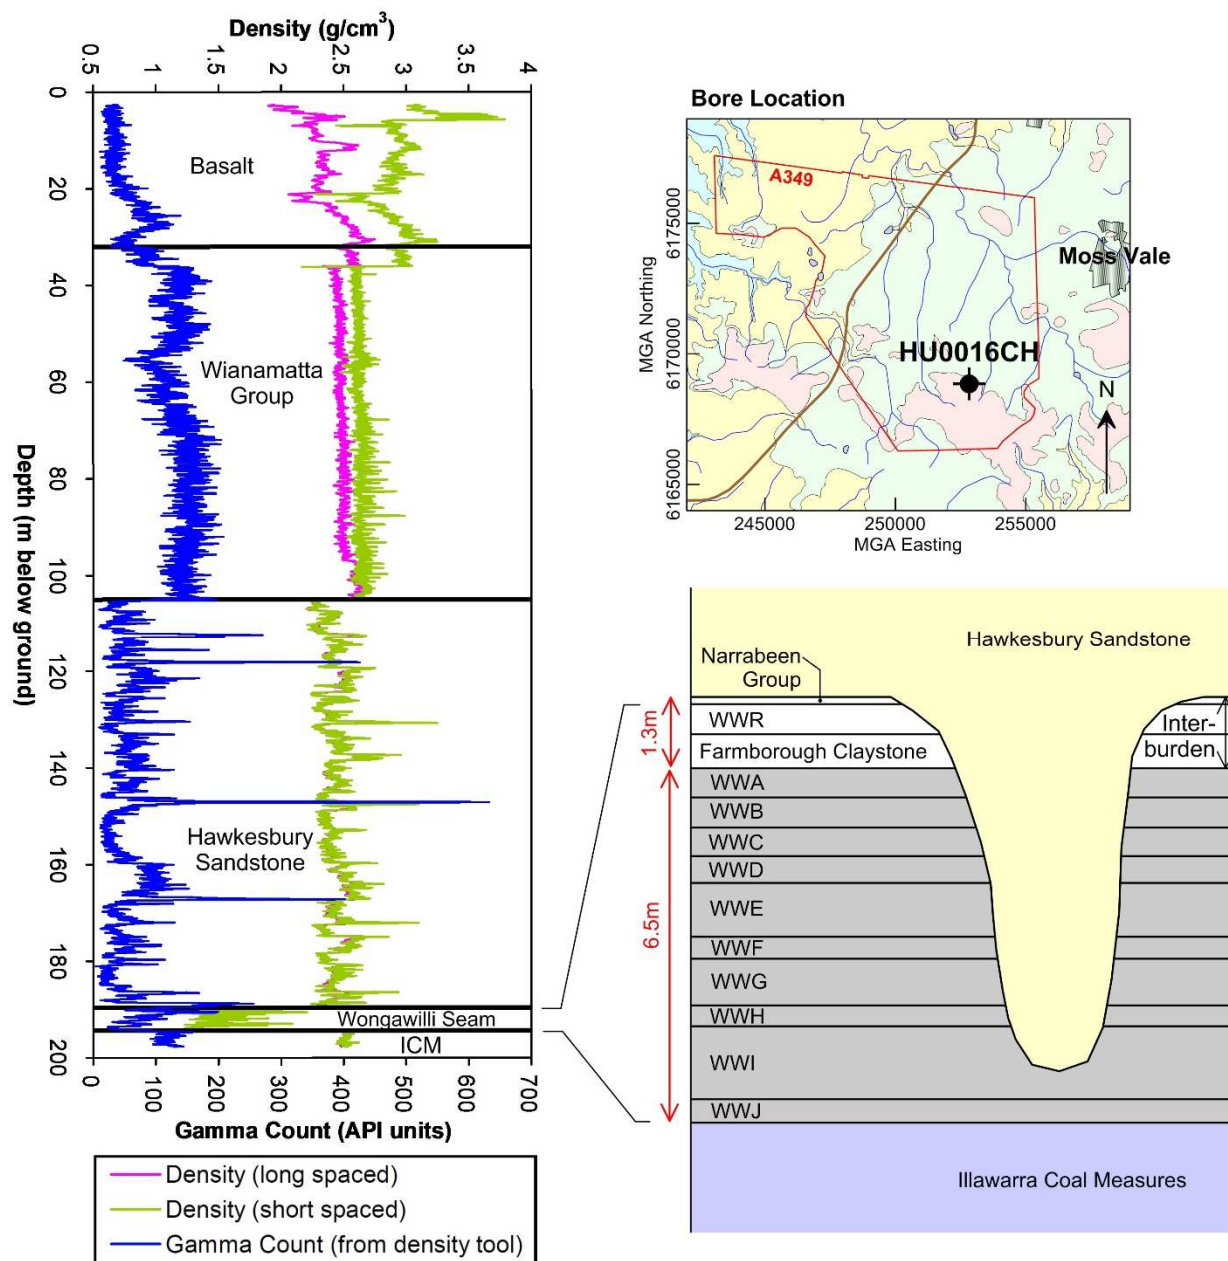 Density (g/cm³)
0.5
1
1.5
2
2.5
3
3.5
4
0
20
40
60
80
100
120
140
160
180
200
Depth (m below ground)
Basalt
Wianamatta
Group
Hawkesbury
Sandstone
Wongawilli Seam
ICM
0
100
200
300
400
500
600
700
Gamma Count (API units)
Density (long spaced)
Density (short spaced)
Gamma Count (from density tool)
Bore Location
A349
Moss Vale
HU0016CH
N
MGA Northing
6175000
6170000
6165000
245000
250000
255000
MGA Easting
Hawkesbury Sandstone
Narrabeen
Group
WWR
Farmborough Claystone
Inter-
burden
1.3m
WWA
WWB
WWC
WWD
WWE
WWF
WWG
WWH
WWI
WWJ
6.5m
Illawarra Coal Measures